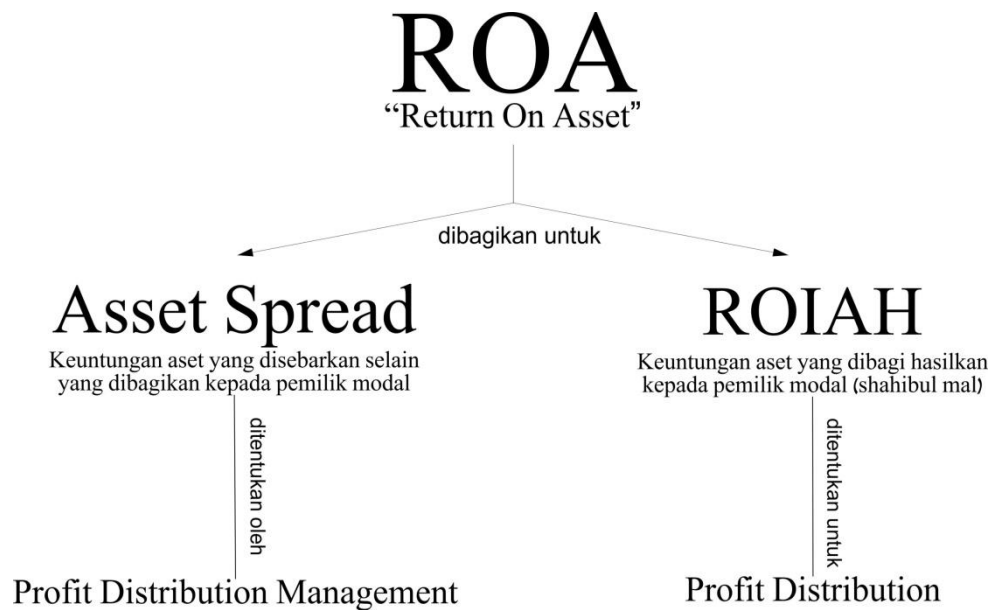 ROA
“Return On Asset”
dibagikan untuk
Asset Spread
Keuntungan aset yang disebarkan selain
yang dibagikan kepada pemilik modal
ditentukan oleh
Profit Distribution Management
ROIAH
Keuntungan aset yang dibagi hasilkan
kepada pemilik modal (shahibul mal)
ditentukan untuk
Profit Distribution